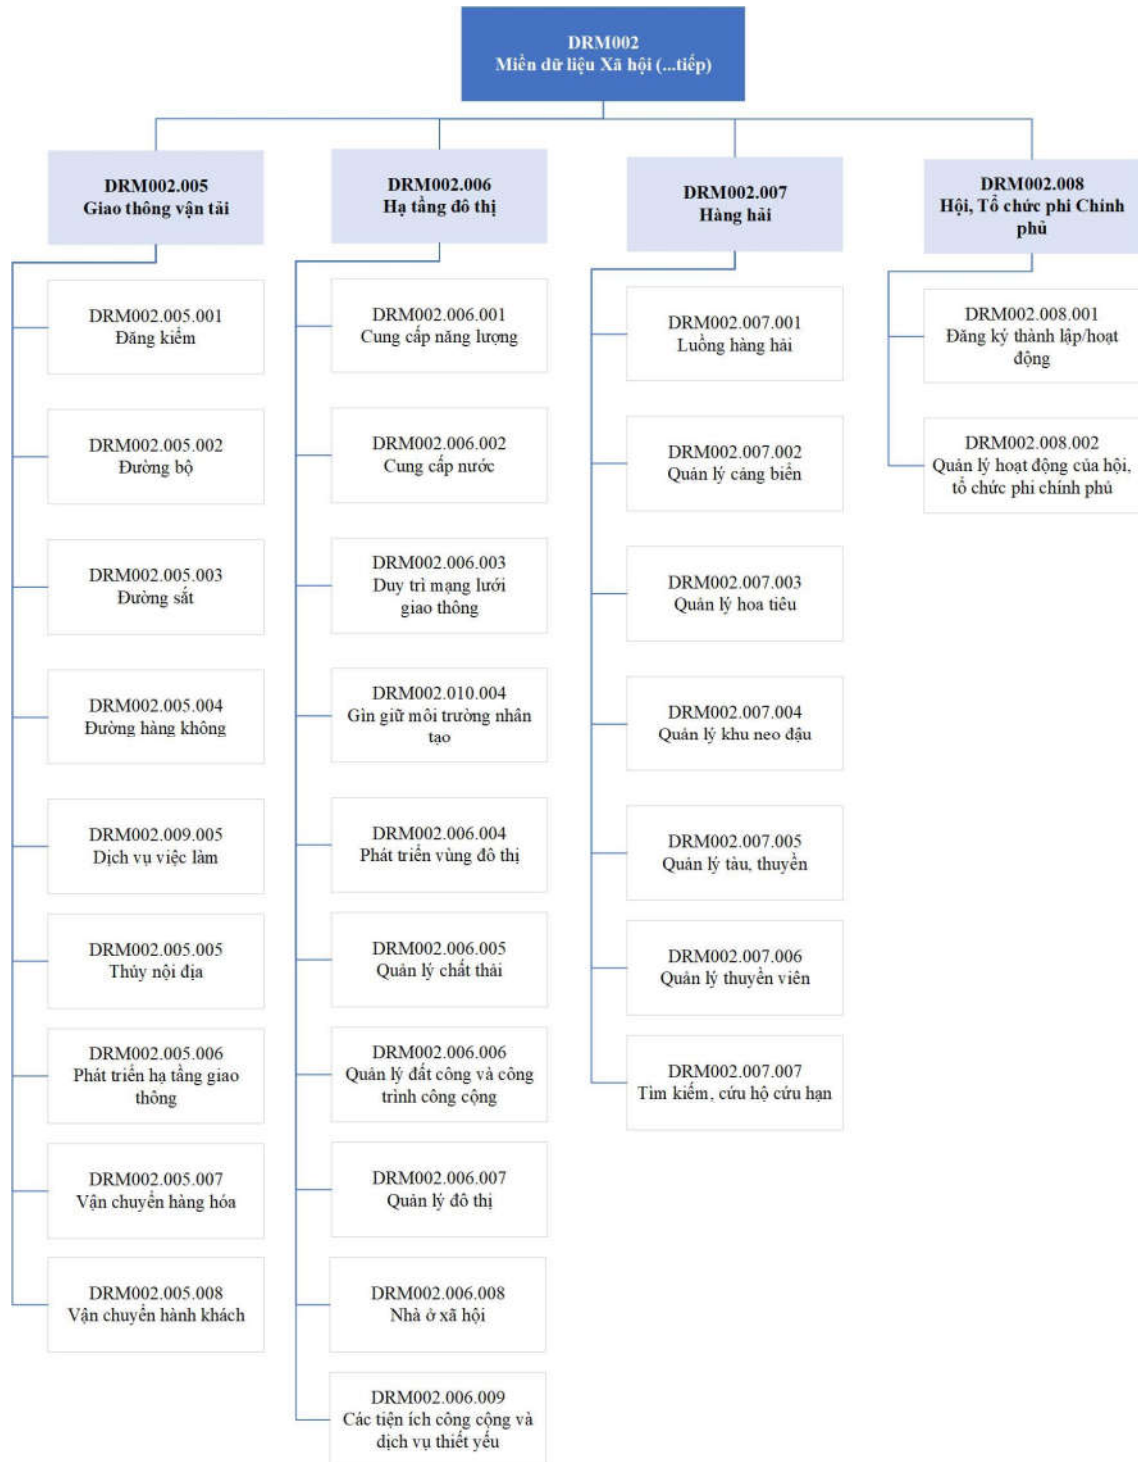 DRM002
Miền dữ liệu Xã hội (...tiếp)
DRM002.005
Giao thông vận tải
DRM002.005.001
Đăng kiểm
DRM002.005.002
Đường bộ
DRM002.005.003
Đường sắt
DRM002.005.004
Đường hàng không
DRM002.009.005
Dịch vụ việc làm
DRM002.005.005
Thủy nội địa
DRM002.005.006
Phát triển hạ tầng giao
thông
DRM002.005.007
Vận chuyển hàng hóa
DRM002.005.008
Vận chuyển hành khách
DRM002.006
Hạ tầng đô thị
DRM002.006.001
Cung cấp năng lượng
DRM002.006.002
Cung cấp nước
DRM002.006.003
Duy trì mạng lưới
giao thông
DRM002.010.004
Gìn giữ môi trường nhân
tạo
DRM002.006.004
Phát triển vùng đô thị
DRM002.006.005
Quản lý chất thải
DRM002.006.006
Quản lý đất công và công
trình công cộng
DRM002.006.007
Quản lý đô thị
DRM002.006.008
Nhà ở xã hội
DRM002.006.009
Các tiện ích công cộng và
dịch vụ thiết yếu
DRM002.007
Hàng hải
DRM002.007.001
Luồng hàng hải
DRM002.007.002
Quản lý cảng biển
DRM002.007.003
Quản lý hoa tiêu
DRM002.007.004
Quản lý khu neo đậu
DRM002.007.005
Quản lý tàu, thuyền
DRM002.007.006
Quản lý thuyền viên
DRM002.007.007
Tìm kiếm, cứu hộ cứu hạn
DRM002.008
Hội, Tổ chức phi Chính
phủ
DRM002.008.001
Đăng ký thành lập/hoạt
động
DRM002.008.002
Quản lý hoạt động của hội,
tổ chức phi chính phủ